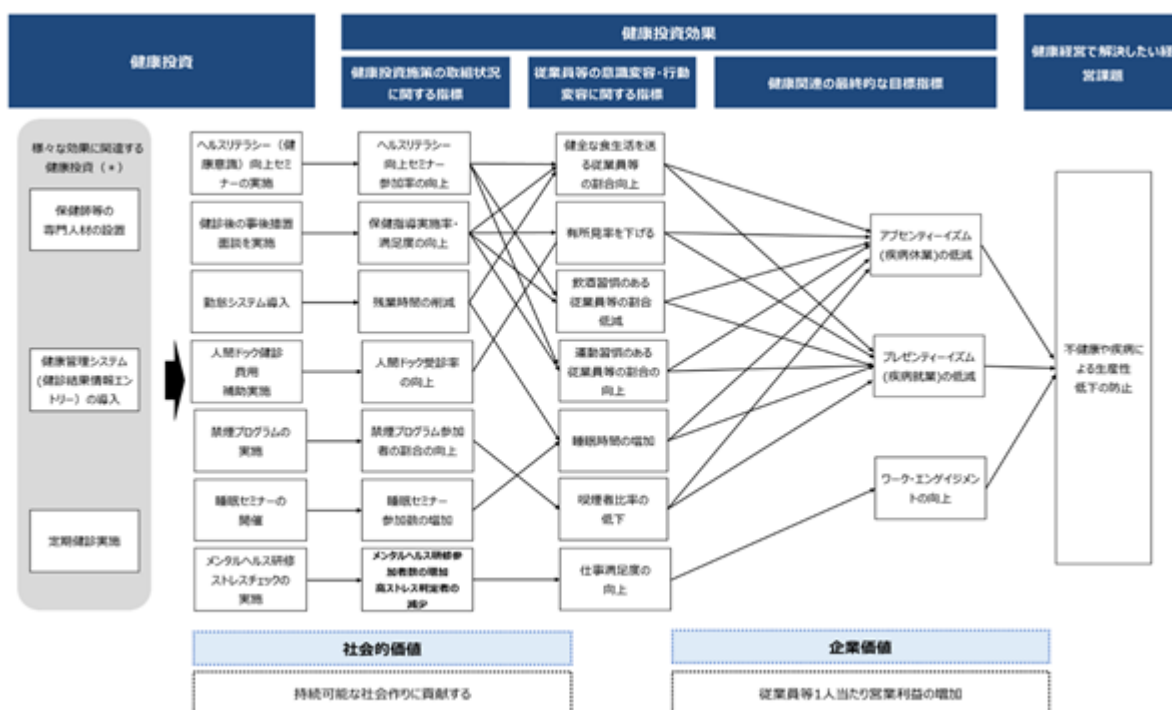 健康投資
健康投資効果
健康経営で解決したい経
営課題
健康投資施策の取組状況
に関する指標
従業員等の意識変容・行動
変容に関する指標
健康関連の最終的な目標指標
様々な効果に関連する
健康投資（*）
保健師等の
専門人材の設置
健康管理システム
(健診結果情報エン
トリー）の導入
定期健診実施
ヘルスリテラシー（健
康意識）向上セミ
ナーの実施
健診後の事後措置
面談を実施
勤怠システム導入
人間ドック健診
費用
補助実施
禁煙プログラムの
実施
睡眠セミナーの
開催
メンタルヘルス研修
ストレスチェックの
実施
ヘルスリテラシー
向上セミナー
参加率の向上
保健指導実施率・
満足度の向上
残業時間の削減
人間ドック受診率
の向上
禁煙プログラム参加
者の割合の向上
睡眠セミナー
参加数の増加
メンタルヘルス研修参
加者数の増加
高ストレス判定者の
減少
健全な食生活を送
る従業員等
の割合向上
有所見率を下げる
飲酒習慣のある
従業員等の割合
低減
運動習慣のある
従業員等の割合の
向上
睡眠時間の増加
喫煙者比率の
低下
仕事満足度の
向上
アブセンティーイズム
(疾病休業)の低減
プレゼンティーイズム
(疾病就業)の低減
ワーク・エンゲイジメ
ントの向上
不健康や疾病に
よる生産性
低下の防止
社会的価値
持続可能な社会作りに貢献する
企業価値
従業員等1人当たり営業利益の増加